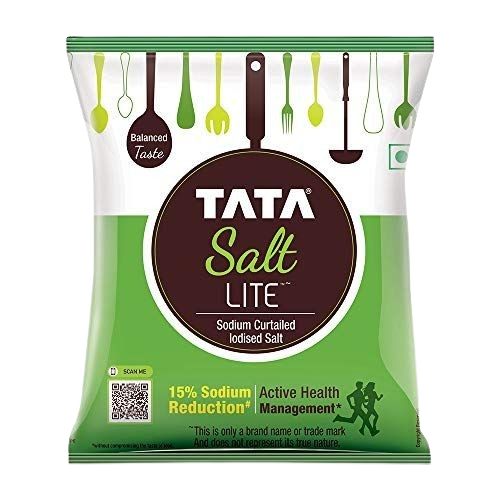 Balanced
Taste
TATA®
Salt
LITE™^
Sodium Curtailed
Iodised Salt
SCAN ME
15% Sodium
Reduction#
Active Health
Management*
™^This is only a brand name or trade mark
And does not represent its true nature.